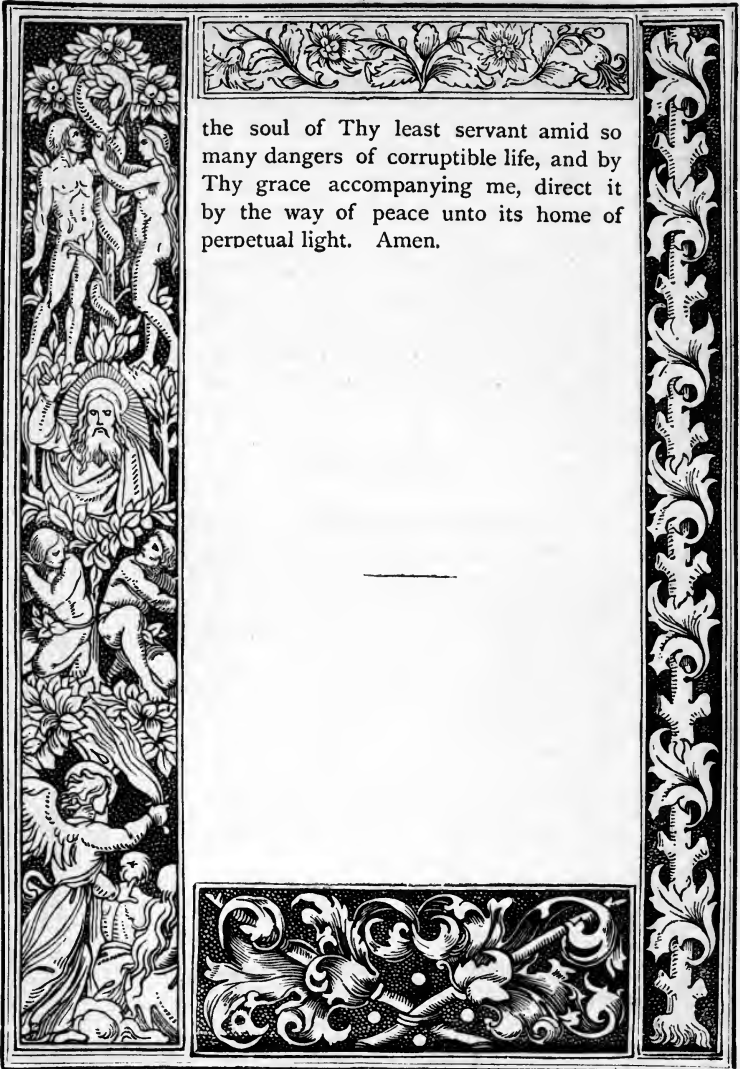 the soul of Thy least servant amid so
many dangers of corruptible life, and by
Thy grace accompanying me, direct it
by the way of peace unto its home of
perpetual light. Amen.